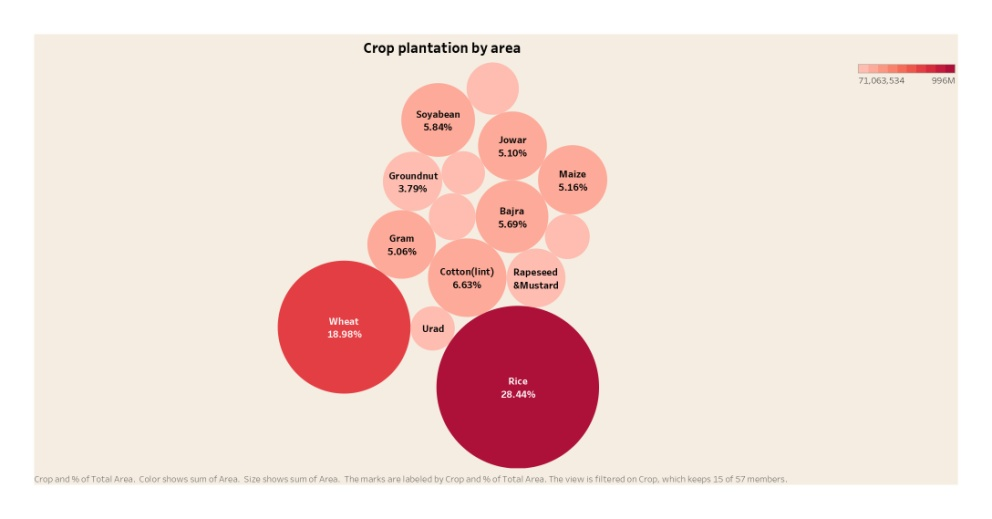 Crop plantation by area
71,063,534 996M
Soyabean
5.84%
Jowar
5.10%
Groundnut
3.79%
Maize
5.16%
Bajra
5.69%
Gram
5.06%
Cotton(lint)
6.63%
Rapeseed
&Mustard
Wheat
18.98%
Urad
Rice
28.44%
Crop and % of Total Area. Color shows sum of Area. Size shows sum of Area. The marks are labeled by Crop and % of Total Area. The view is filtered on Crop, which keeps 15 of 57 members.